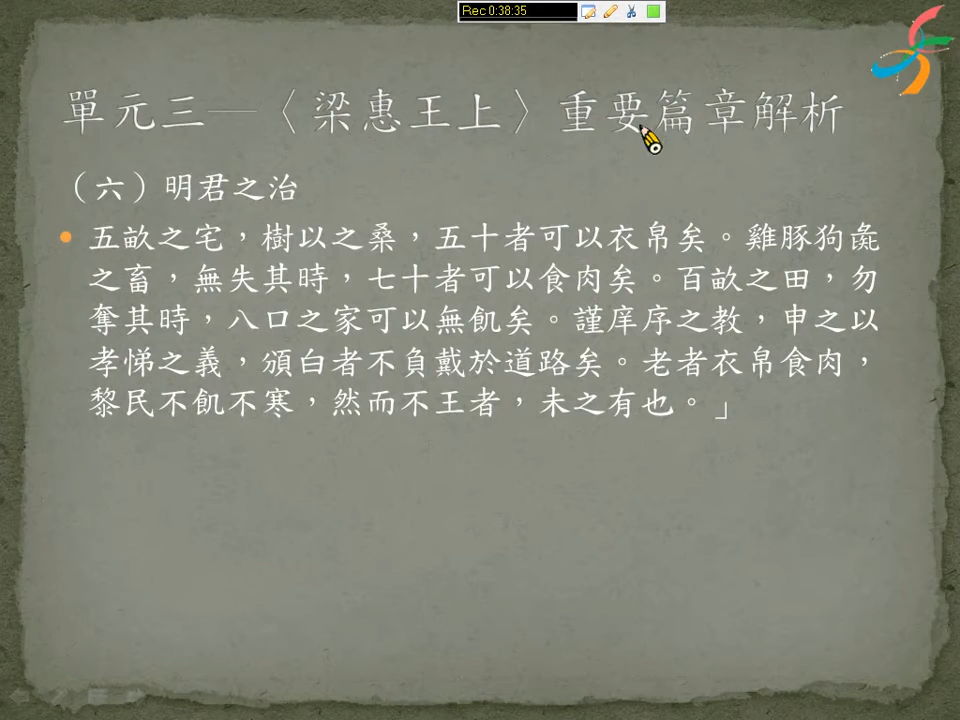 Rec 0:38:35
單元三─〈梁惠王上〉重要篇章解析
（六）明君之治
五畝之宅，樹以之桑，五十者可以衣帛矣。雞豚狗彘
之畜，無失其時，七十者可以食肉矣。百畝之田，勿
奪其時，八口之家可以無飢矣。謹庠序之教，申之以
孝悌之義，頒白者不負戴於道路矣。老者衣帛食肉，
黎民不飢不寒，然而不王者，未之有也。」